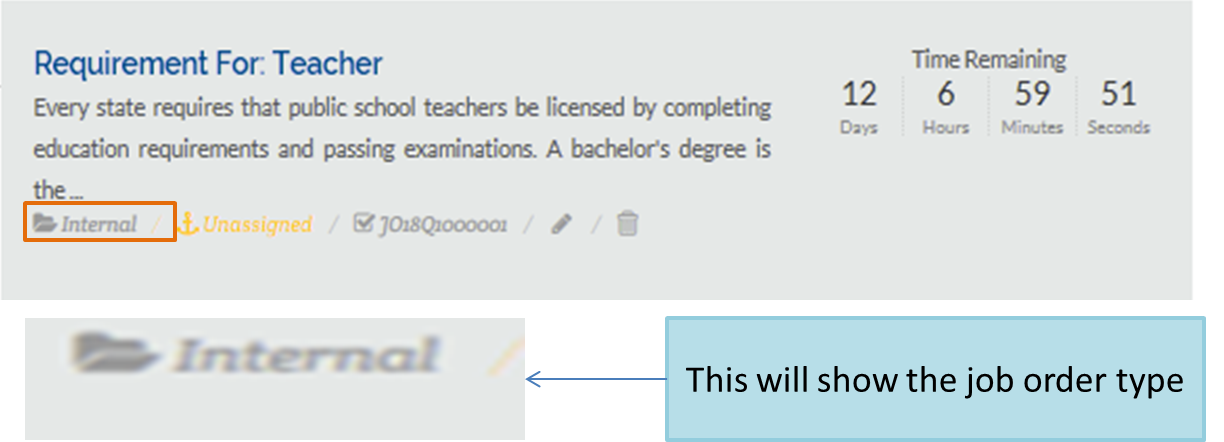 Requirement For: Teacher
Every state requires that public school teachers be licensed by completing
education requirements and passing examinations. A bachelor's degree is
the ...
Internal / Unassigned / JO18Q1000001 / /
Time Remaining
12 6 59 51
Days Hours Minutes Seconds
Internal /
This will show the job order type